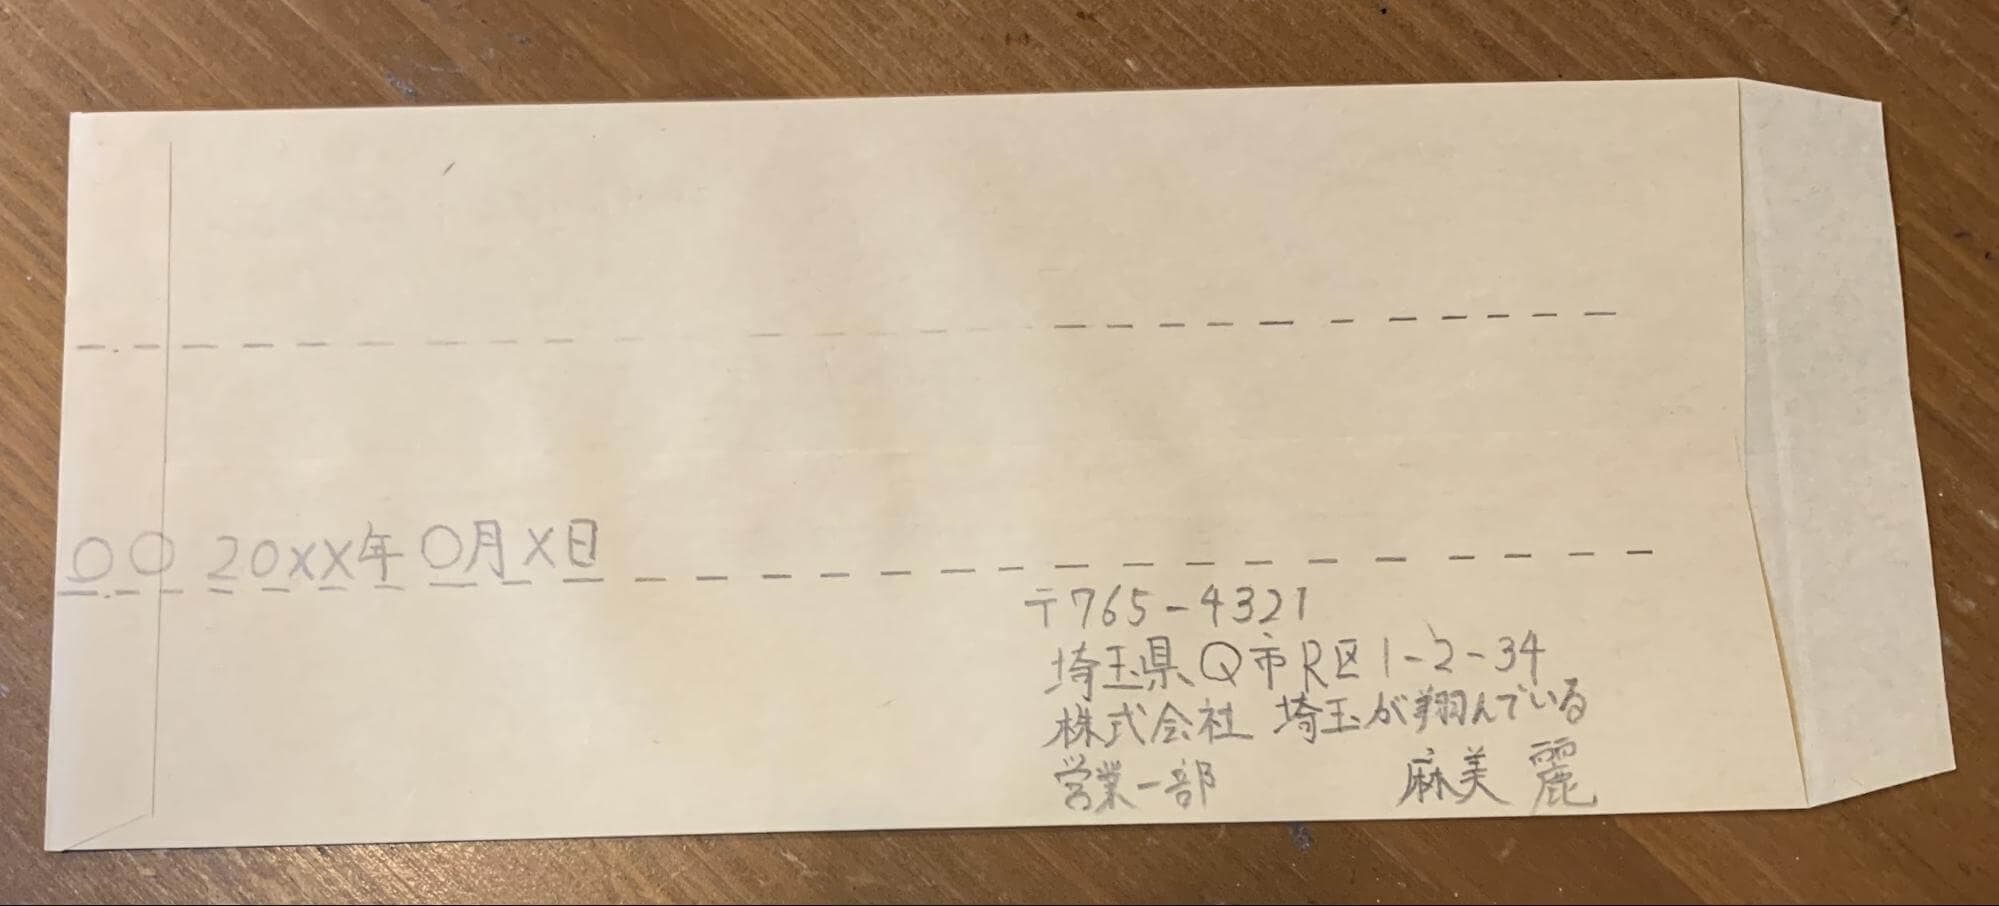 〇〇 20XX年 〇月X日
〒765-4321
埼玉県Q市R区1-2-34
株式会社 埼玉が翔んでいる
営業一部 麻美 麗